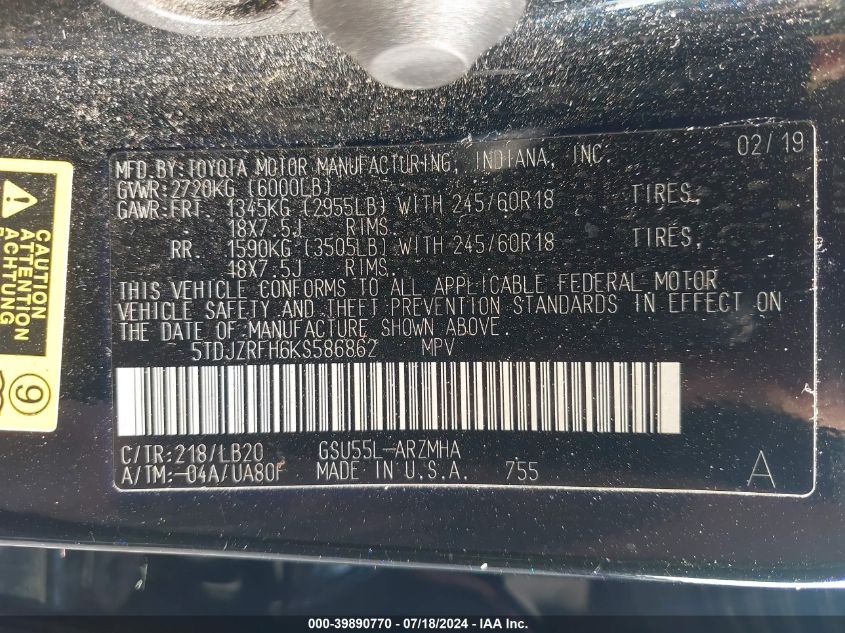 MFD.BY:TOYOTA MOTOR MANUFACTURING, INDIANA, INC. 02/19
GVWR:2720KG (6000LB)
GAWR:FRT 1345KG (2955LB) WITH 245/60R18 TIRES,
18X7.5J RIMS,
RR. 1590KG (3505LB) WITH 245/60R18 TIRES,
18X7.5J RIMS,
THIS VEHICLE CONFORMS TO ALL APPLICABLE FEDERAL MOTOR
VEHICLE SAFETY AND THEFT PREVENTION STANDARDS IN EFFECT ON
THE DATE OF MANUFACTURE SHOWN ABOVE.
5TDJZRFH6KS586862 MPV
C/TR:218/LB20 GSU55L-ARZMHA
A/TM:-04A/UA80F MADE IN U.S.A. 755 A
CAUTION
ATTENTION
ACHTUNG
9
000-39890770 - 07/18/2024 - IAA Inc.